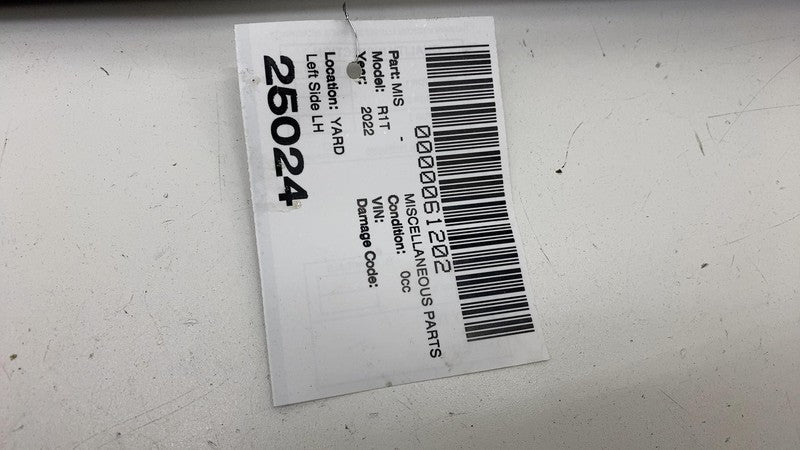 0000061202
Part: MIS - MISCELLANEOUS PARTS
Model: R1T Condition: 0cc
Year: 2022 VIN:
Damage Code:
Location: YARD
Left Side LH
25024